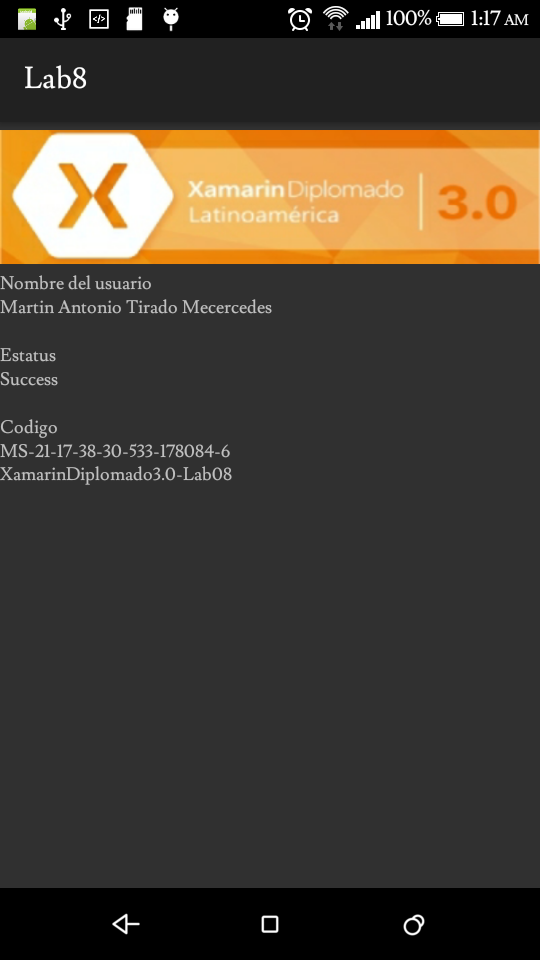 100% 1:17 AM
Lab8
Xamarin Diplomado
Latinoamérica
3.0
Nombre del usuario
Martin Antonio Tirado Mecercedes
Estatus
Success
Codigo
MS-21-17-38-30-533-178084-6
XamarinDiplomado3.0-Lab08